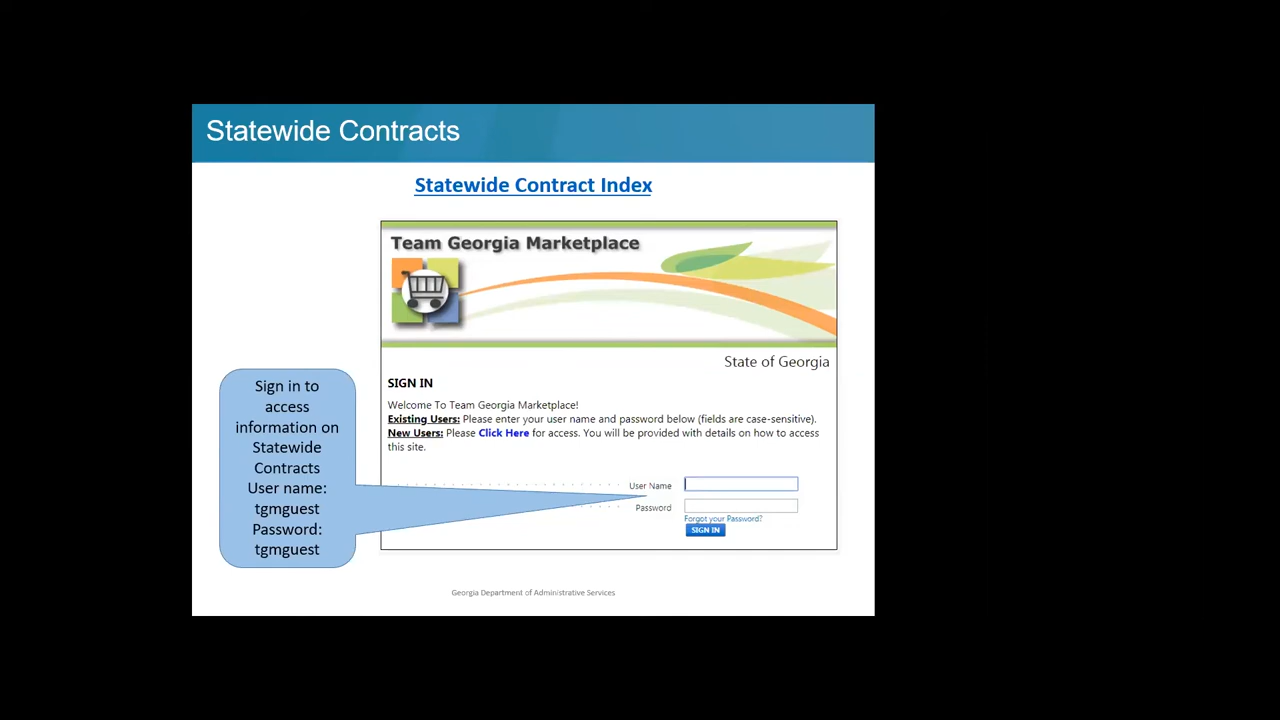 Statewide Contracts
Statewide Contract Index
Team Georgia Marketplace
State of Georgia
SIGN IN
Welcome To Team Georgia Marketplace!
Existing Users: Please enter your user name and password below (fields are case-sensitive).
New Users: Please Click Here for access. You will be provided with details on how to access
this site.
User Name
Password
Forgot your Password?
SIGN IN
Sign in to
access
information on
Statewide
Contracts
User name:
tgmguest
Password:
tgmguest
Georgia Department of Administrative Services